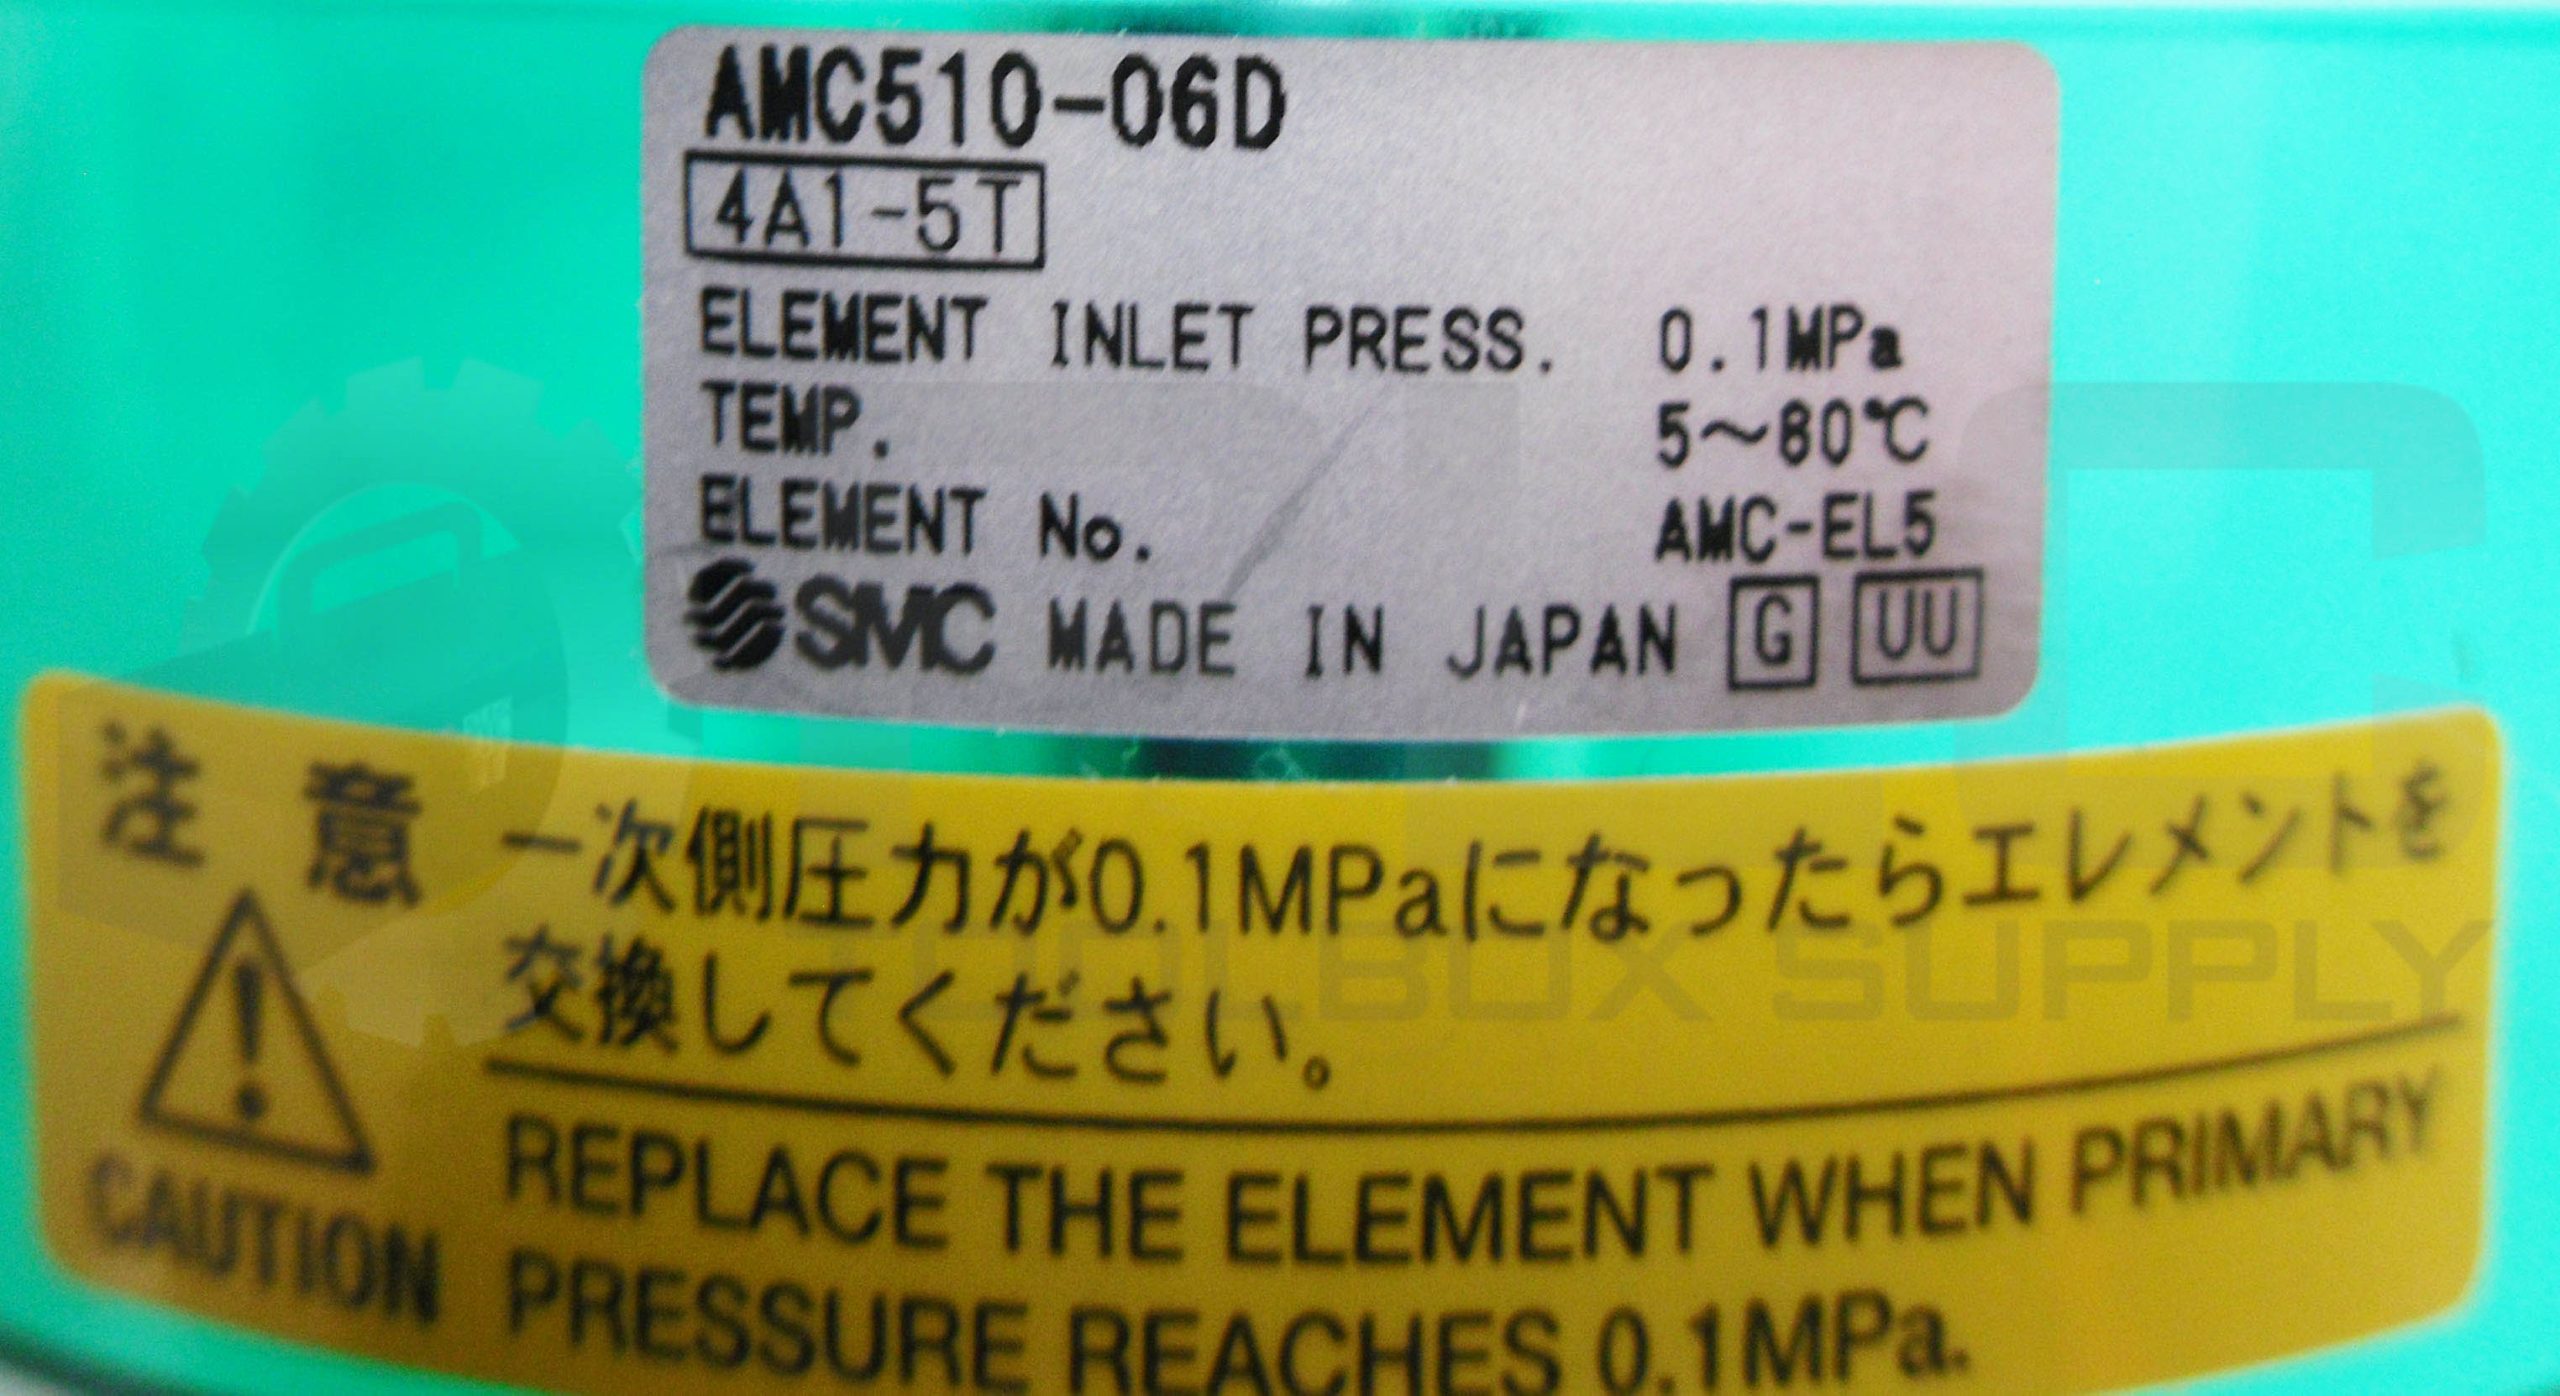 AMC510-06D
4A1-5T
ELEMENT INLET PRESS. 0.1MPa
TEMP. 5～60℃
ELEMENT No. AMC-EL5
SMC MADE IN JAPAN G UU
注意
一次側圧力が0.1MPaになったらエレメントを
交換してください。
CAUTION
REPLACE THE ELEMENT WHEN PRIMARY
PRESSURE REACHES 0.1MPa.
TOOLBOX SUPPLY